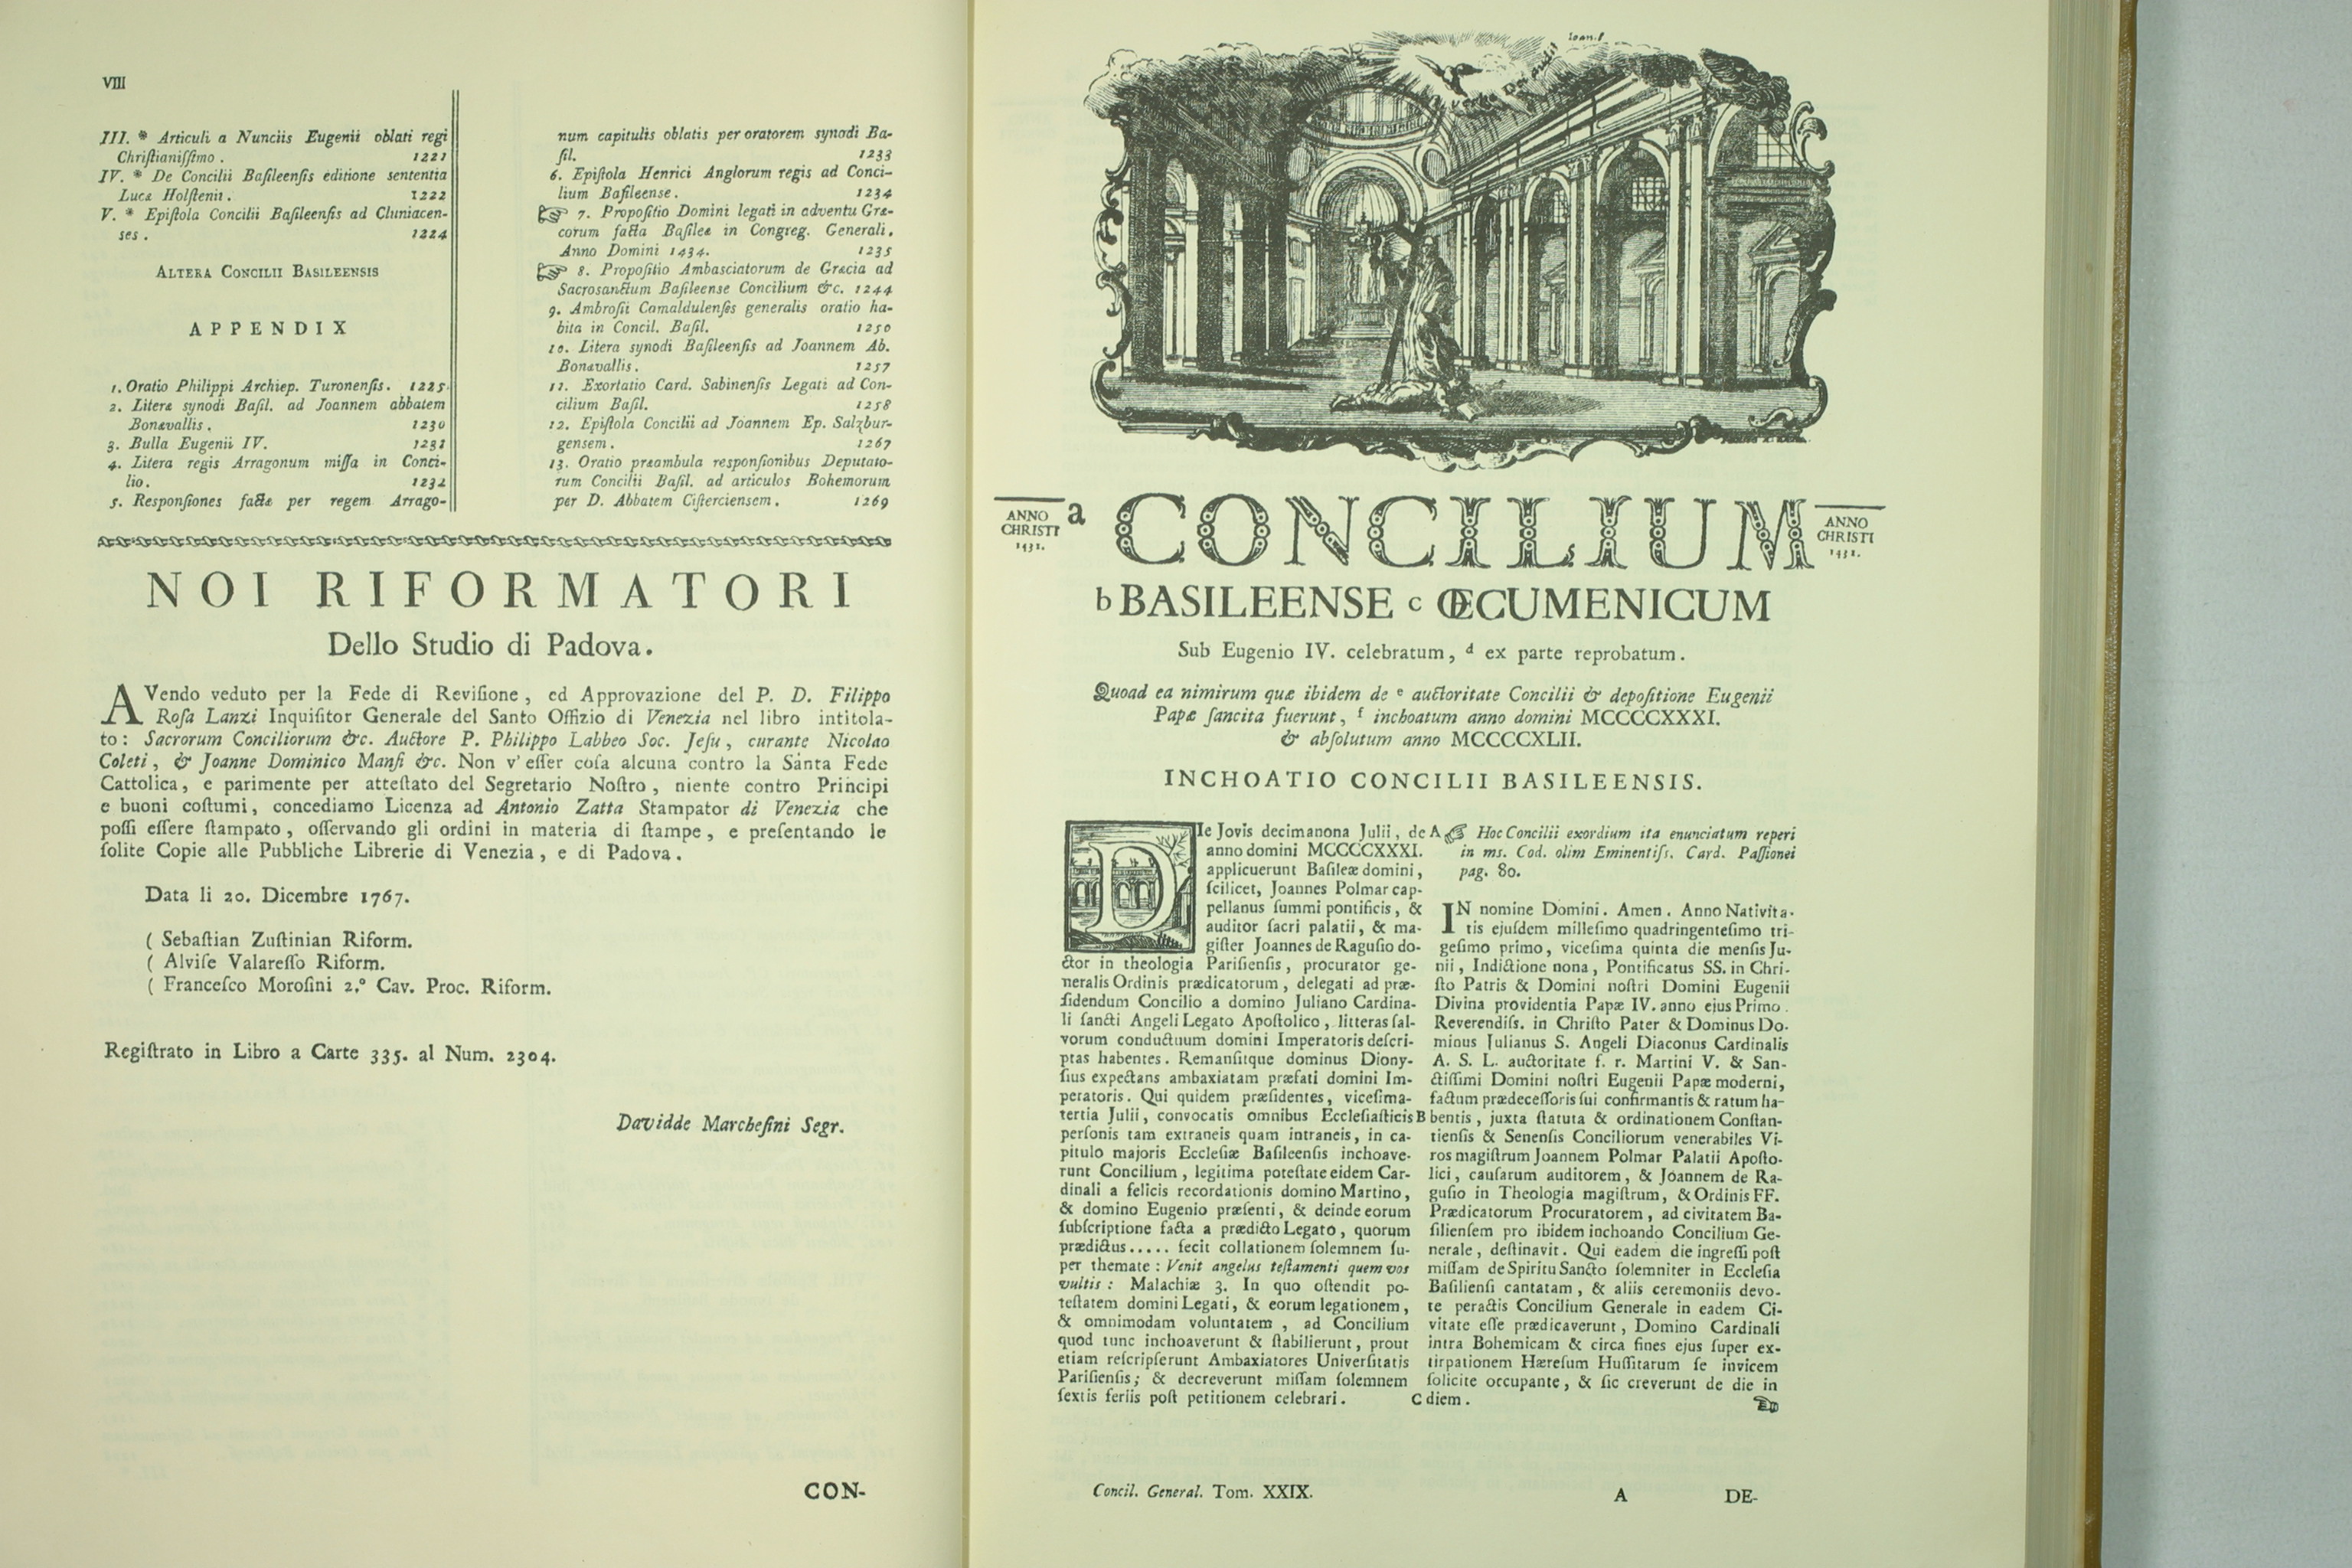 VIII
III. * Articuli a Nunciis Eugenii oblati regi
Chriſtianiſſimo . 1221
IV. * De Concilii Baſileenſis editione sententia
Lucæ Holſtenii . 1222
V. * Epiſtola Concilii Baſileenſis ad Cluniacen-
ses . 1224
ALTERA CONCILII BASILEENSIS
APPENDIX
1. Oratio Philippi Archiep. Turonenſis. 1225.
2. Literæ synodi Baſil. ad Joannem abbatem
Bonævallis . 1230
3. Bulla Eugenii IV. 1231
4. Litera regis Arragonum miſſa in Conci-
lio. 1232
5. Responſiones factæ per regem Arrago-
num capitulis oblatis per oratorem synodi Ba-
ſil. 1233
6. Epiſtola Henrici Anglorum regis ad Conci-
lium Baſileense . 1234
☞ 7. Propoſitio Domini legati in adventu Græ-
corum facta Baſileæ in Congreg. Generali,
Anno Domini 1434. 1235
☞ 8. Propoſitio Ambasciatorum de Græcia ad
Sacrosanctum Baſileense Concilium &c. 1244
9. Ambroſii Camaldulenſis generalis oratio ha-
bita in Concil. Baſil. 1250
10. Litera synodi Baſileenſis ad Joannem Ab.
Bonævallis . 1257
11. Exortatio Card. Sabinenſis Legati ad Con-
cilium Baſil. 1258
12. Epiſtola Concilii ad Joannem Ep. Salzbur-
gensem . 1267
13. Oratio præambula responſionibus Deputato-
rum Concilii Baſil. ad articulos Bohemorum
per D. Abbatem Ciſterciensem . 1269
NOI RIFORMATORI
Dello Studio di Padova.
AVendo veduto per la Fede di Reviſione , ed Approvazione del P. D. Filippo
Roſa Lanzi Inquiſitor Generale del Santo Offizio di Venezia nel libro intitola-
to : Sacrorum Conciliorum &c. Auctore P. Philippo Labbeo Soc. Jeſu , curante Nicolao
Coleti , & Joanne Dominico Manſi &c. Non v' eſſer coſa alcuna contro la Santa Fede
Cattolica , e parimente per atteſtato del Segretario Noſtro , niente contro Principi
e buoni coſtumi , concediamo Licenza ad Antonio Zatta Stampator di Venezia che
poſſi eſſere ſtampato , oſſervando gli ordini in materia di ſtampe , e preſentando le
ſolite Copie alle Pubbliche Librerie di Venezia , e di Padova .
Data li 20. Dicembre 1767.
( Sebaſtian Zuſtinian Riform.
( Alviſe Valareſſo Riform.
( Franceſco Moroſini 2.° Cav. Proc. Riform.
Regiſtrato in Libro a Carte 335. al Num. 2304.
Davidde Marcheſini Segr.
CON-
Ioan.
Verba Dei audit
ANNO CHRISTI 1431.
a CONCILIUM
ANNO CHRISTI 1431.
b BASILEENSE c ŒCUMENICUM
Sub Eugenio IV. celebratum , d ex parte reprobatum .
Quoad ea nimirum quæ ibidem de e auctoritate Concilii & depoſitione Eugenii
Papæ ſancita fuerunt , f inchoatum anno domini MCCCCXXXI.
& abſolutum anno MCCCCXLII.
INCHOATIO CONCILII BASILEENSIS.
DIe Jovis decimanona Julii , de
anno domini MCCCCXXXI.
applicuerunt Baſileæ domini ,
ſcilicet, Joannes Polmar cap-
pellanus ſummi pontificis , &
auditor ſacri palatii , & ma-
giſter Joannes de Raguſio do-
ctor in theologia Pariſienſis , procurator ge-
neralis Ordinis prædicatorum , delegati ad præ-
ſidendum Concilio a domino Juliano Cardina-
li ſancti Angeli Legato Apoſtolico , litteras ſal-
vorum conductuum domini Imperatoris deſcri-
ptas habentes . Remanſitque dominus Diony-
ſius expectans ambaxiatam præfati domini Im-
peratoris . Qui quidem præſidentes , viceſima-
tertia Julii , convocatis omnibus Eccleſiaſticis
perſonis tam extraneis quam intraneis , in ca-
pitulo majoris Eccleſiæ Baſileenſis inchoave-
runt Concilium , legitima poteſtate eidem Car-
dinali a felicis recordationis domino Martino ,
& domino Eugenio præſenti , & deinde eorum
ſubſcriptione facta a prædicto Legato , quorum
prædictus ..... fecit collationem ſolemnem ſu-
per themate : Venit angelus teſtamenti quem vos
vultis : Malachiæ 3. In quo oſtendit po-
teſtatem domini Legati , & eorum legationem ,
& omnimodam voluntatem , ad Concilium
quod tunc inchoaverunt & ſtabilierunt , prout
etiam reſcripſerunt Ambaxiatores Univerſitatis
Pariſienſis ; & decreverunt miſſam ſolemnem
ſextis feriis poſt petitionem celebrari .
A
B
C
☞ Hoc Concilii exordium ita enunciatum reperi
in ms. Cod. olim Eminentiſs. Card. Paſſionei
pag. 80.
IN nomine Domini . Amen . Anno Nativita-
tis ejuſdem milleſimo quadringenteſimo tri-
geſimo primo , viceſima quinta die menſis Ju-
nii , Indictione nona , Pontificatus SS. in Chri-
ſto Patris & Domini noſtri Domini Eugenii
Divina providentia Papæ IV. anno ejus Primo .
Reverendiſs. in Chriſto Pater & Dominus Do-
minus Julianus S. Angeli Diaconus Cardinalis
A. S. L. auctoritate f. r. Martini V. & San-
ctiſſimi Domini noſtri Eugenii Papæ moderni,
factum prædeceſſoris ſui confirmantis & ratum ha-
bentis , juxta ſtatuta & ordinationem Conſtan-
tienſis & Senenſis Conciliorum venerabiles Vi-
ros magiſtrum Joannem Polmar Palatii Apoſto-
lici , cauſarum auditorem , & Joannem de Ra-
guſio in Theologia magiſtrum , & Ordinis FF.
Prædicatorum Procuratorem , ad civitatem Ba-
ſilienſem pro ibidem inchoando Concilium Ge-
nerale , deſtinavit . Qui eadem die ingreſſi poſt
miſſam de Spiritu Sancto ſolemniter in Eccleſia
Baſilienſi cantatam , & aliis ceremoniis devo-
te peractis Concilium Generale in eadem Ci-
vitate eſſe prædicaverunt , Domino Cardinali
intra Bohemicam & circa fines ejus ſuper ex-
tirpationem Hæreſum Huſſitarum ſe invicem
ſolicite occupante , & ſic creverunt de die in
diem . ☜
Concil. General. Tom. XXIX. A DE-